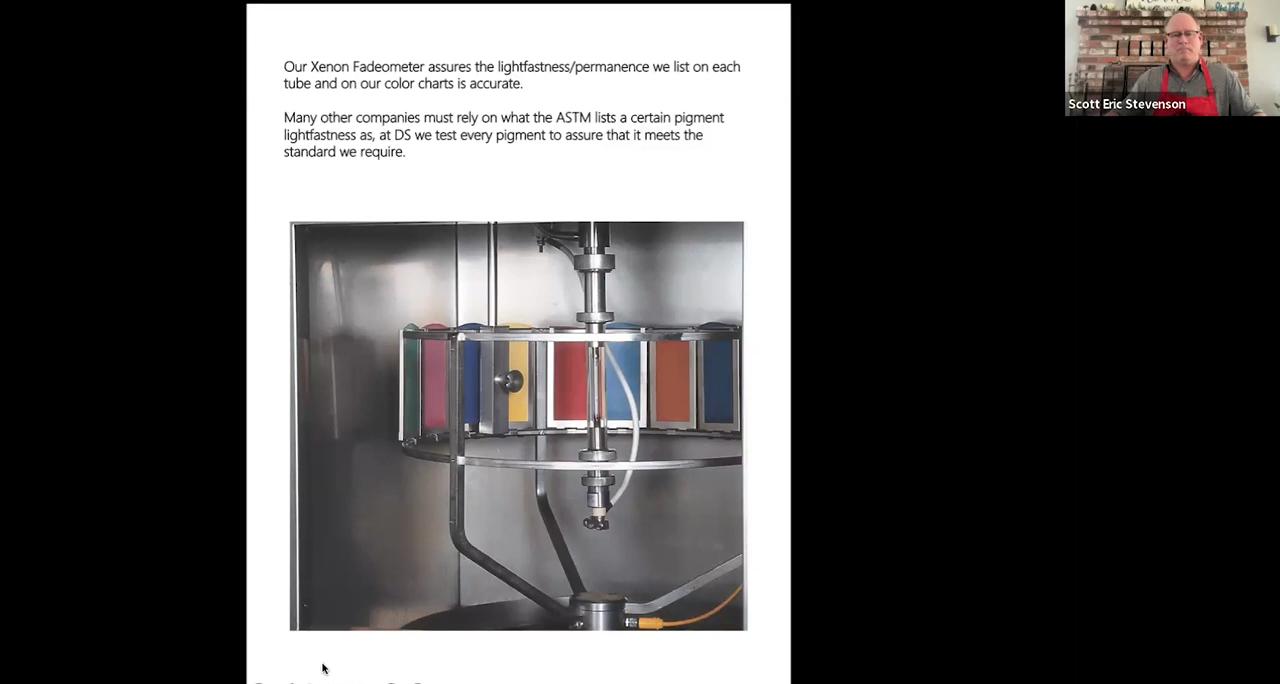 Our Xenon Fadeometer assures the lightfastness/permanence we list on each
tube and on our color charts is accurate.
Many other companies must rely on what the ASTM lists a certain pigment
lightfastness as, at DS we test every pigment to assure that it meets the
standard we require.
Scott Eric Stevenson